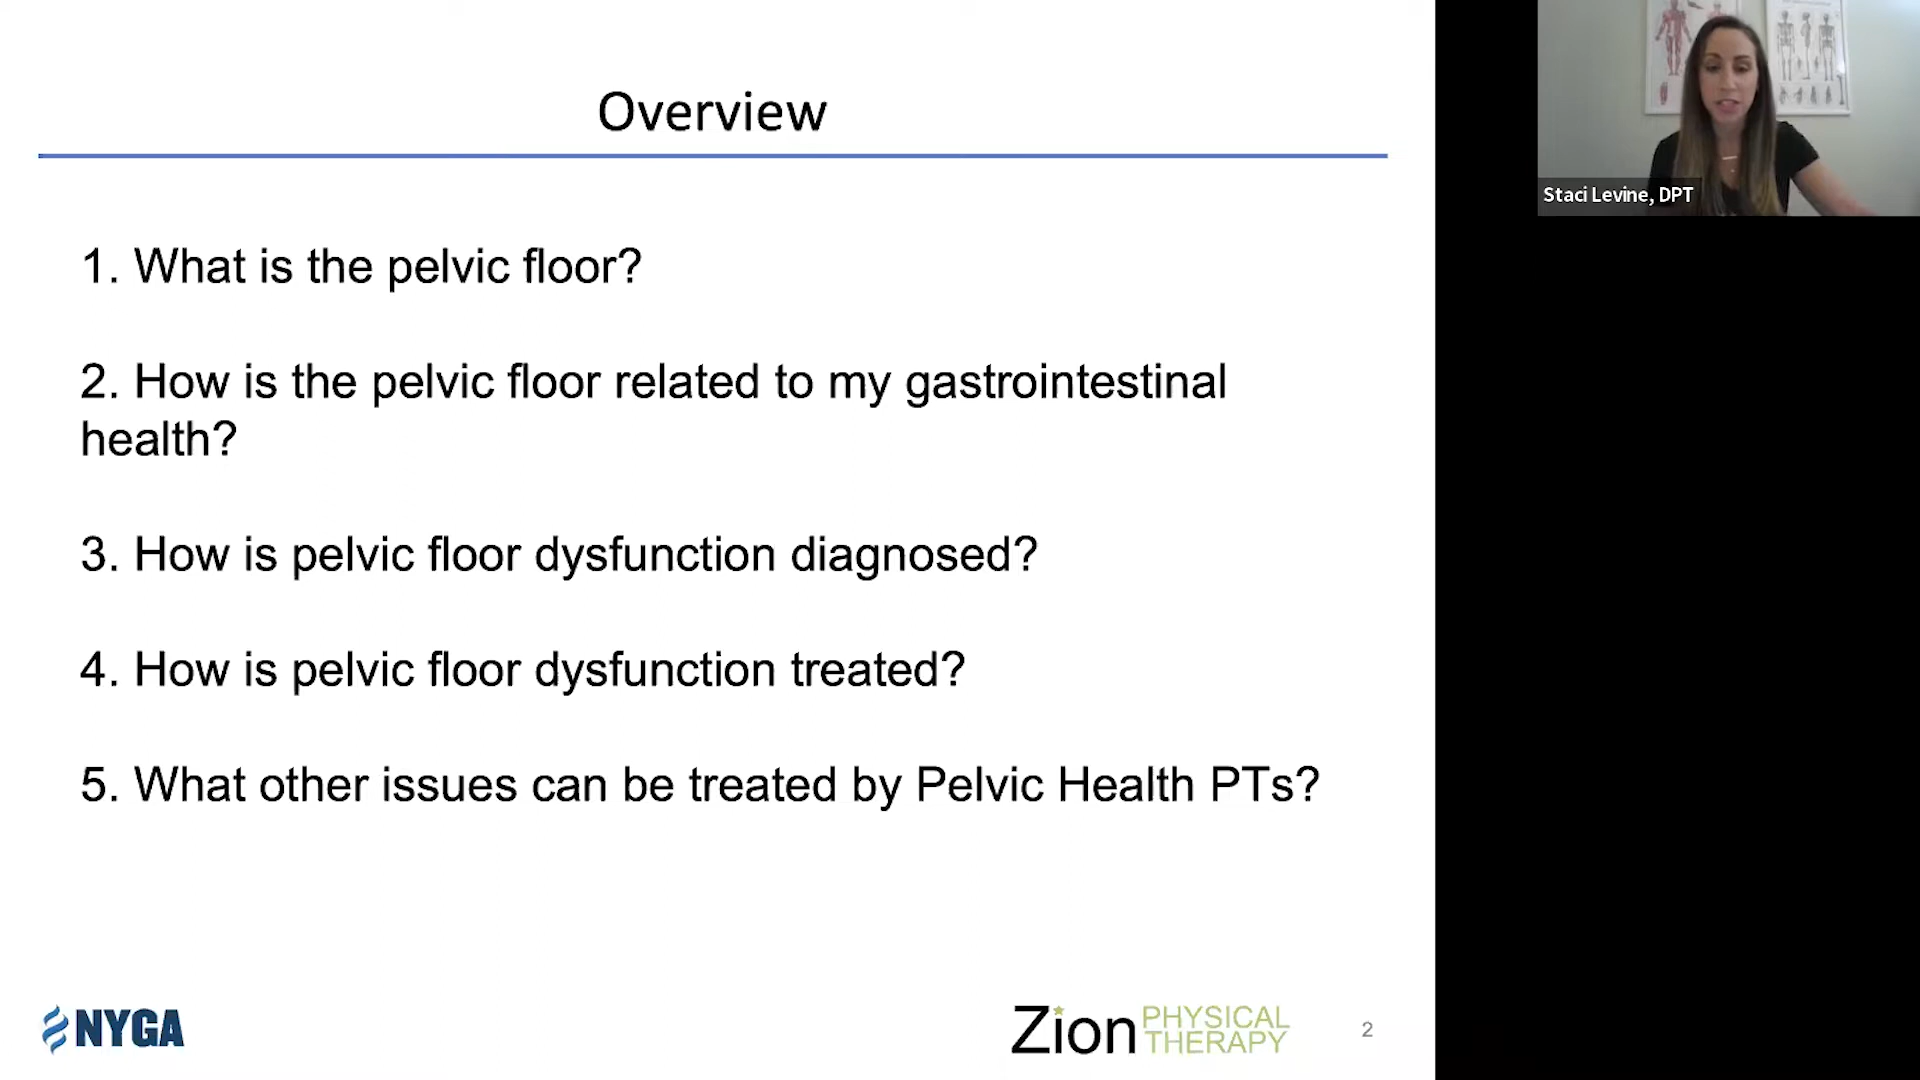 Overview
1. What is the pelvic floor?
2. How is the pelvic floor related to my gastrointestinal
health?
3. How is pelvic floor dysfunction diagnosed?
4. How is pelvic floor dysfunction treated?
5. What other issues can be treated by Pelvic Health PTs?
NYGA
Zion PHYSICAL
THERAPY
2
Staci Levine, DPT